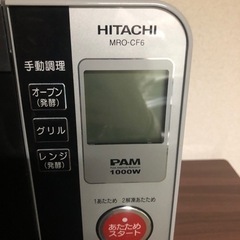 HITACHI
MRO-CF6
手動調理
オーブン
(発酵)
グリル
レンジ
(発酵)
PAM
1000W
1あたため 2解凍あたため
あたため
スタート